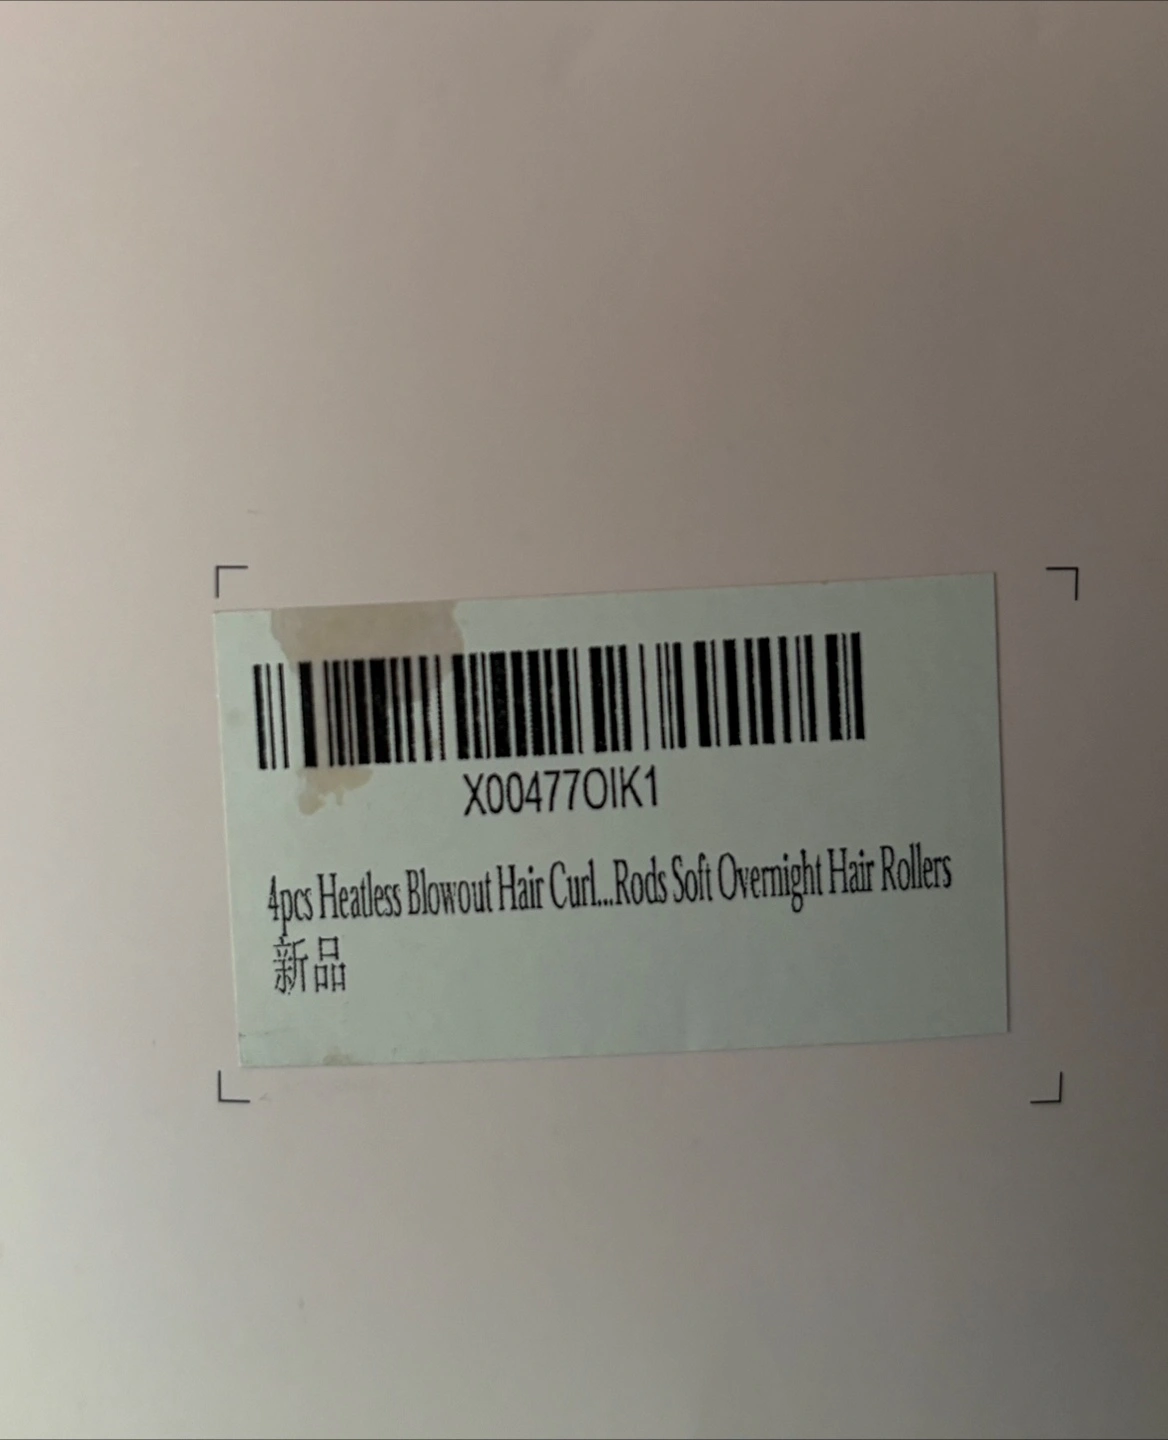 X00477OIK1
4pcs Heatless Blowout Hair Curl...Rods Soft Overnight Hair Rollers
新品